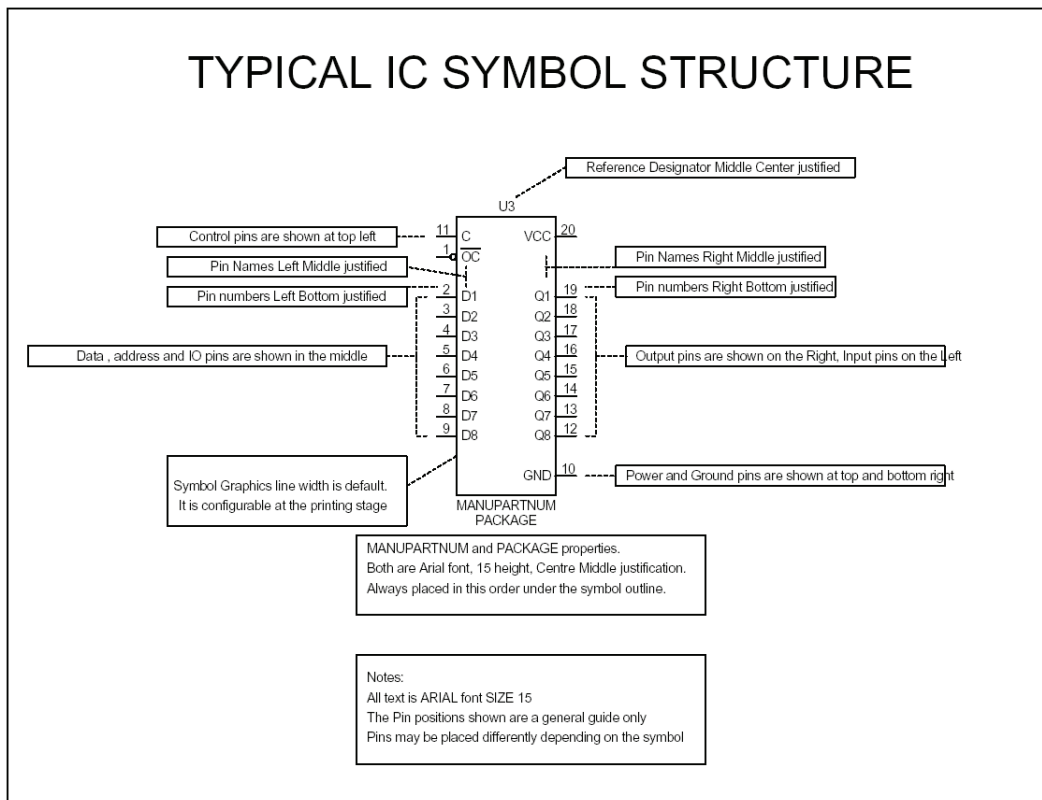 TYPICAL IC SYMBOL STRUCTURE
Reference Designator Middle Center justified
U3
Control pins are shown at top left
11 C VCC 20
1 OC
Pin Names Left Middle justified
Pin Names Right Middle justified
Pin numbers Left Bottom justified
Pin numbers Right Bottom justified
2 D1 Q1 19
3 D2 Q2 18
4 D3 Q3 17
Data , address and IO pins are shown in the middle
5 D4 Q4 16
Output pins are shown on the Right, Input pins on the Left
6 D5 Q5 15
7 D6 Q6 14
8 D7 Q7 13
9 D8 Q8 12
GND 10
Power and Ground pins are shown at top and bottom right
Symbol Graphics line width is default.
It is configurable at the printing stage
MANUPARTNUM
PACKAGE
MANUPARTNUM and PACKAGE properties.
Both are Arial font, 15 height, Centre Middle justification.
Always placed in this order under the symbol outline.
Notes:
All text is ARIAL font SIZE 15
The Pin positions shown are a general guide only
Pins may be placed differently depending on the symbol